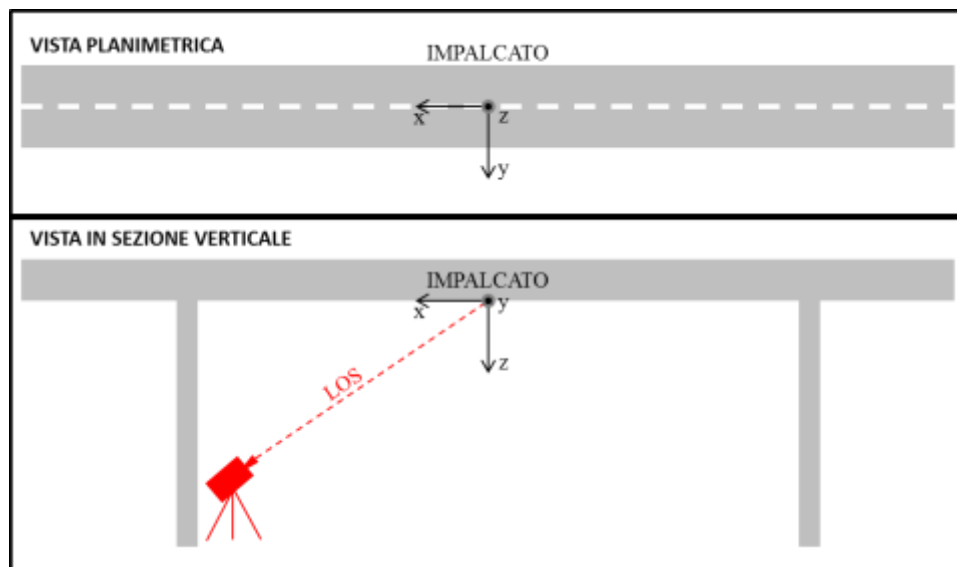 VISTA PLANIMETRICA
IMPALCATO
x
z
y
VISTA IN SEZIONE VERTICALE
IMPALCATO
x
y
z
LOS